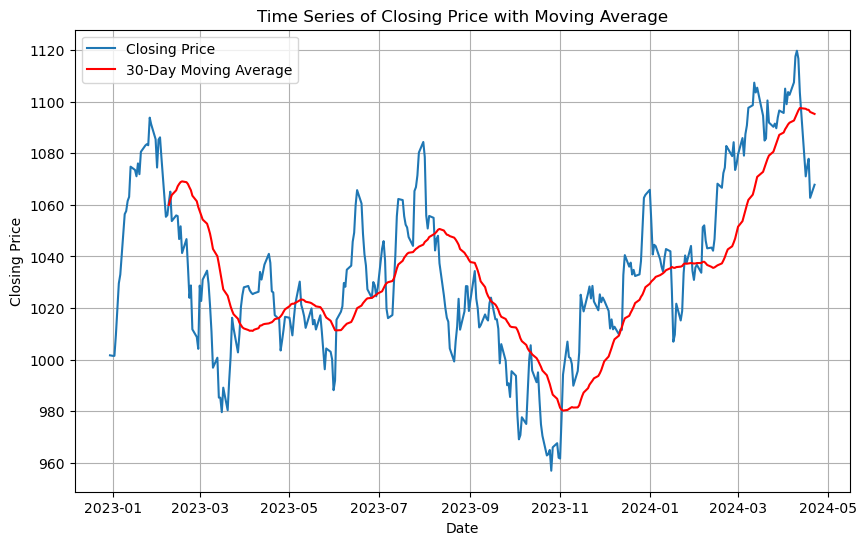 Time Series of Closing Price with Moving Average
Closing Price
30-Day Moving Average
Closing Price
1120
1100
1080
1060
1040
1020
1000
980
960
2023-01 2023-03 2023-05 2023-07 2023-09 2023-11 2024-01 2024-03 2024-05
Date